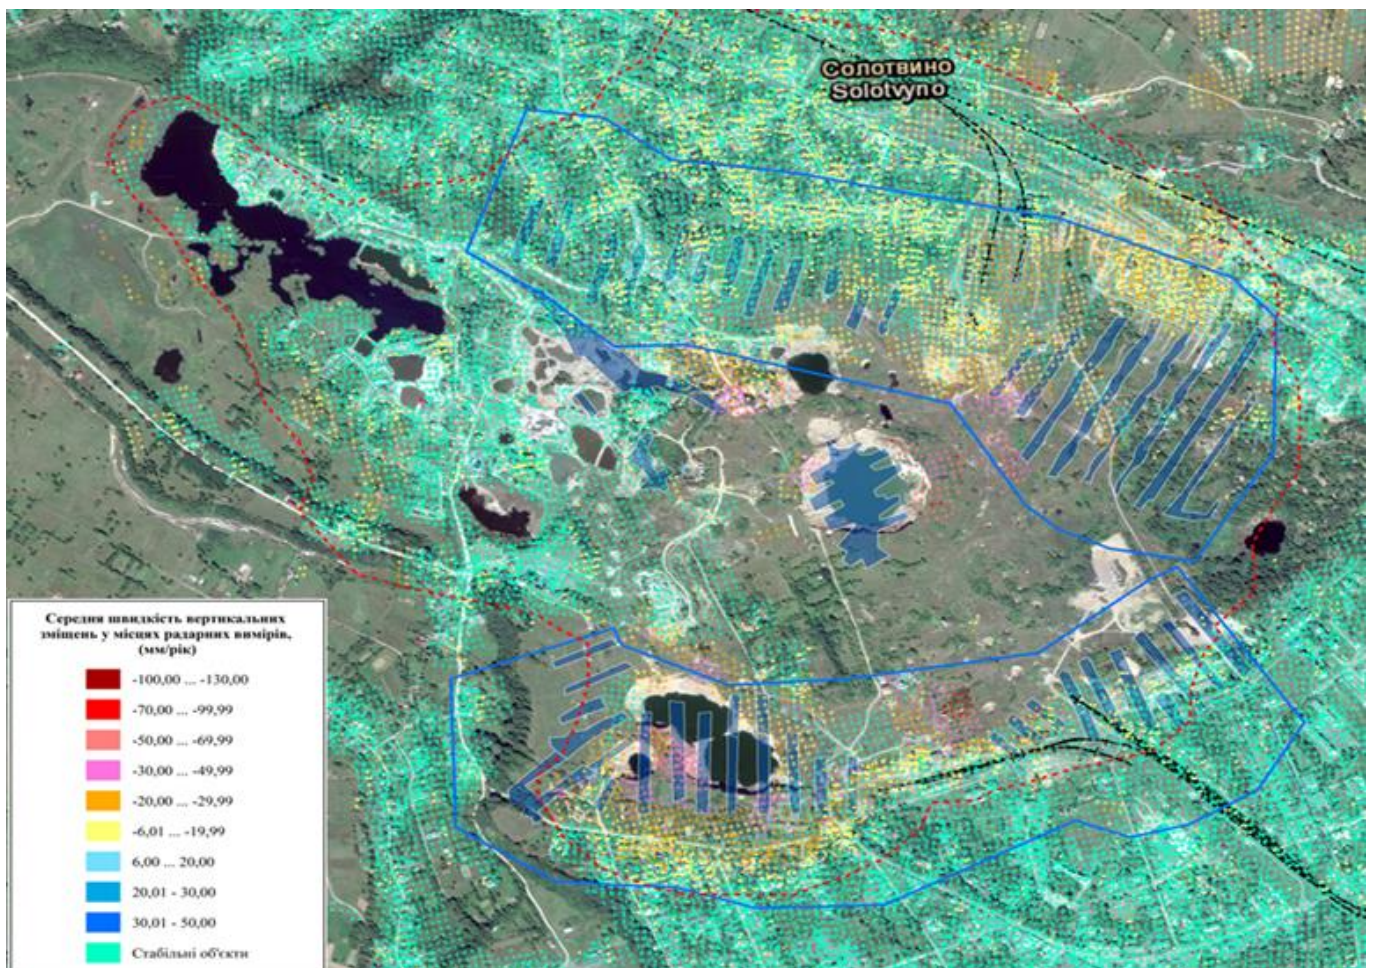 Солотвино
Solotvyno
Середня швидкість вертикальних
зміщень у місцях радарних вимірів,
(мм/рік)
-100,00 ... -130,00
-70,00 ... -99,99
-50,00 ... -69,99
-30,00 ... -49,99
-20,00 ... -29,99
-6,01 ... -19,99
6,00 ... 20,00
20,01 - 30,00
30,01 - 50,00
Стабільні об'єкти